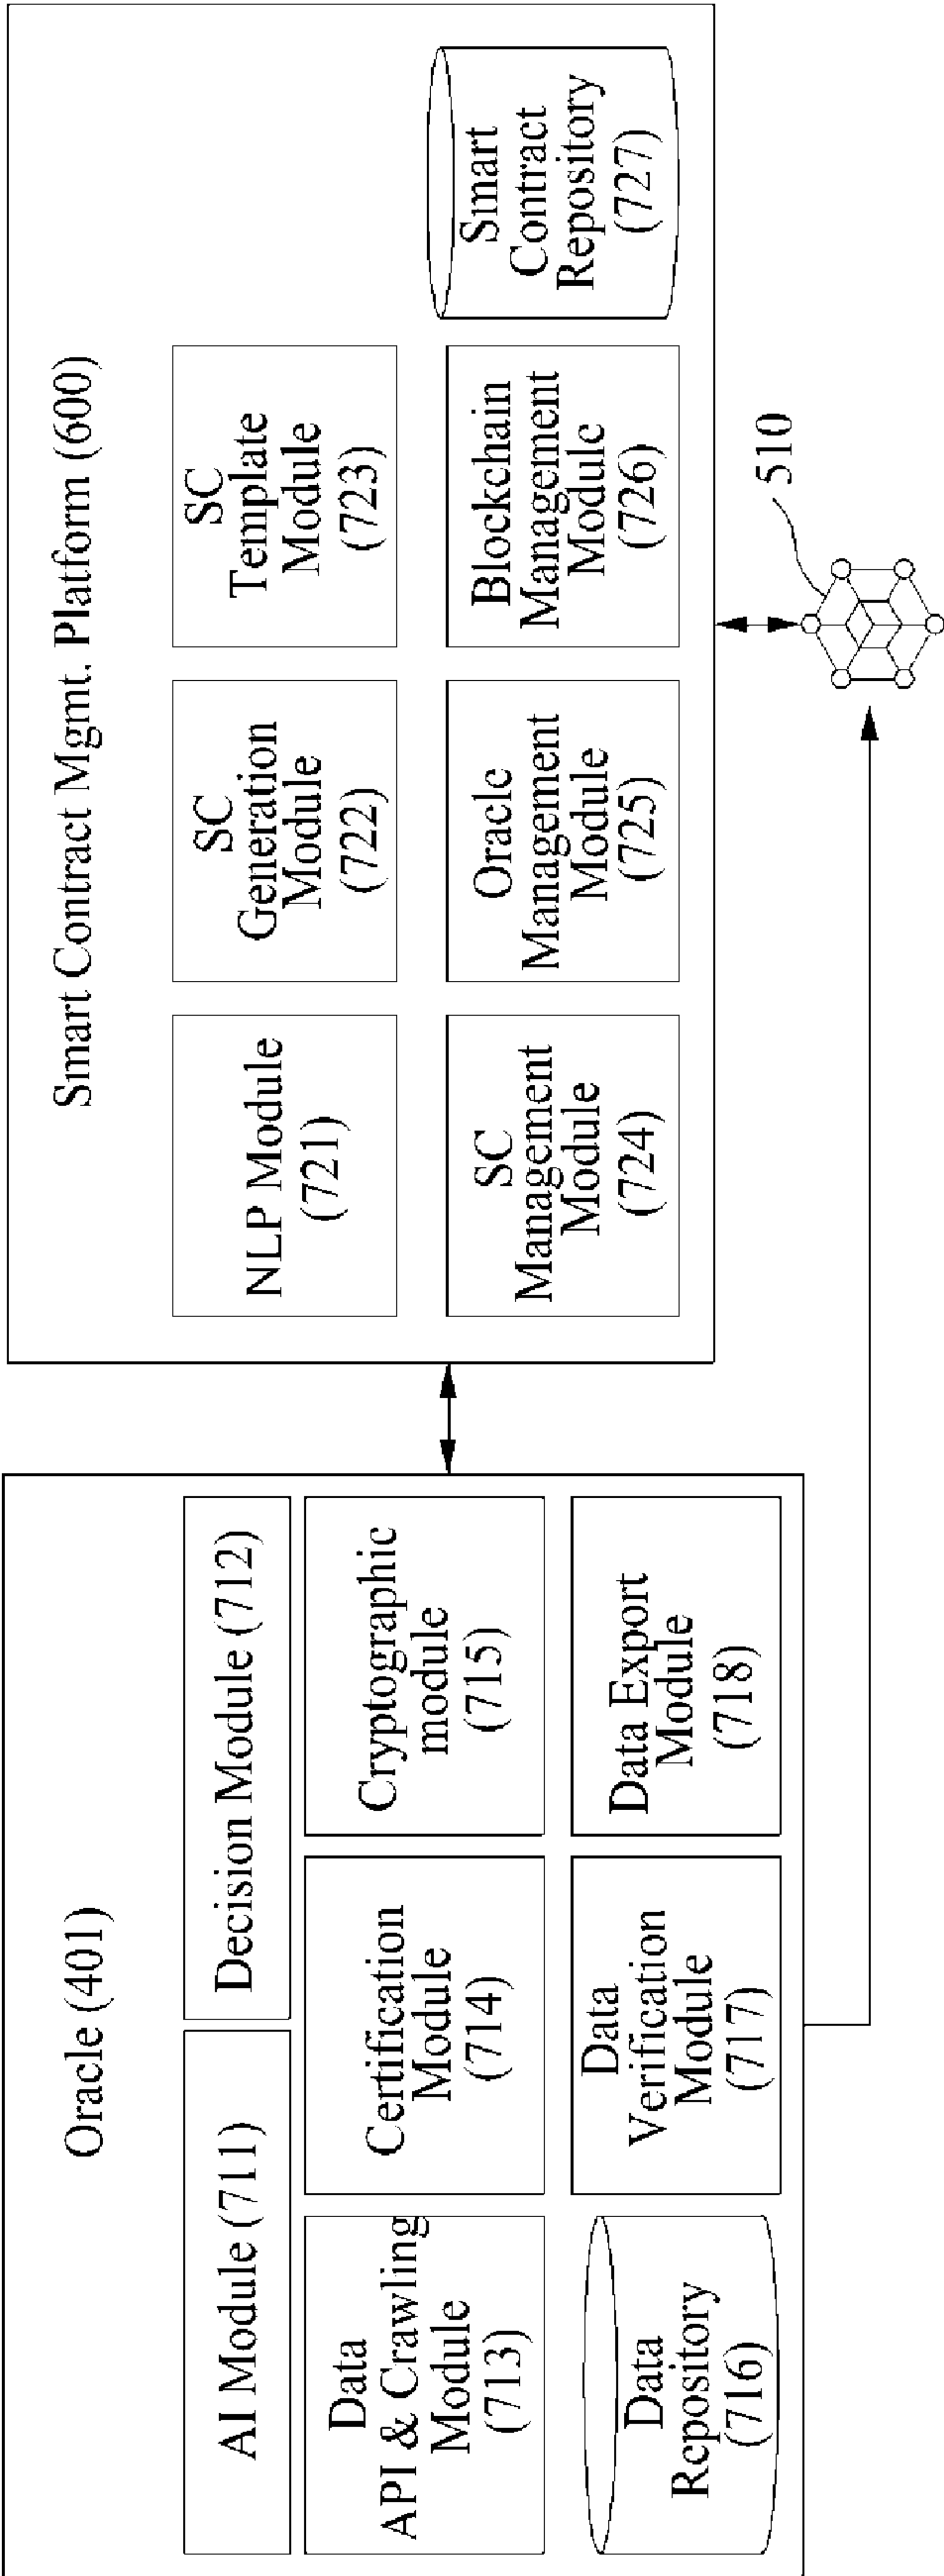 Oracle (401)
AI Module (711)
Decision Module (712)
Data
API & Crawling
Module
(713)
Certification
Module
(714)
Cryptographic
module
(715)
Data
Repository
(716)
Data
Verification
Module
(717)
Data Export
Module
(718)
Smart Contract Mgmt. Platform (600)
NLP Module
(721)
SC
Generation
Module
(722)
SC
Template
Module
(723)
SC
Management
Module
(724)
Oracle
Management
Module
(725)
Blockchain
Management
Module
(726)
Smart
Contract
Repository
(727)
510